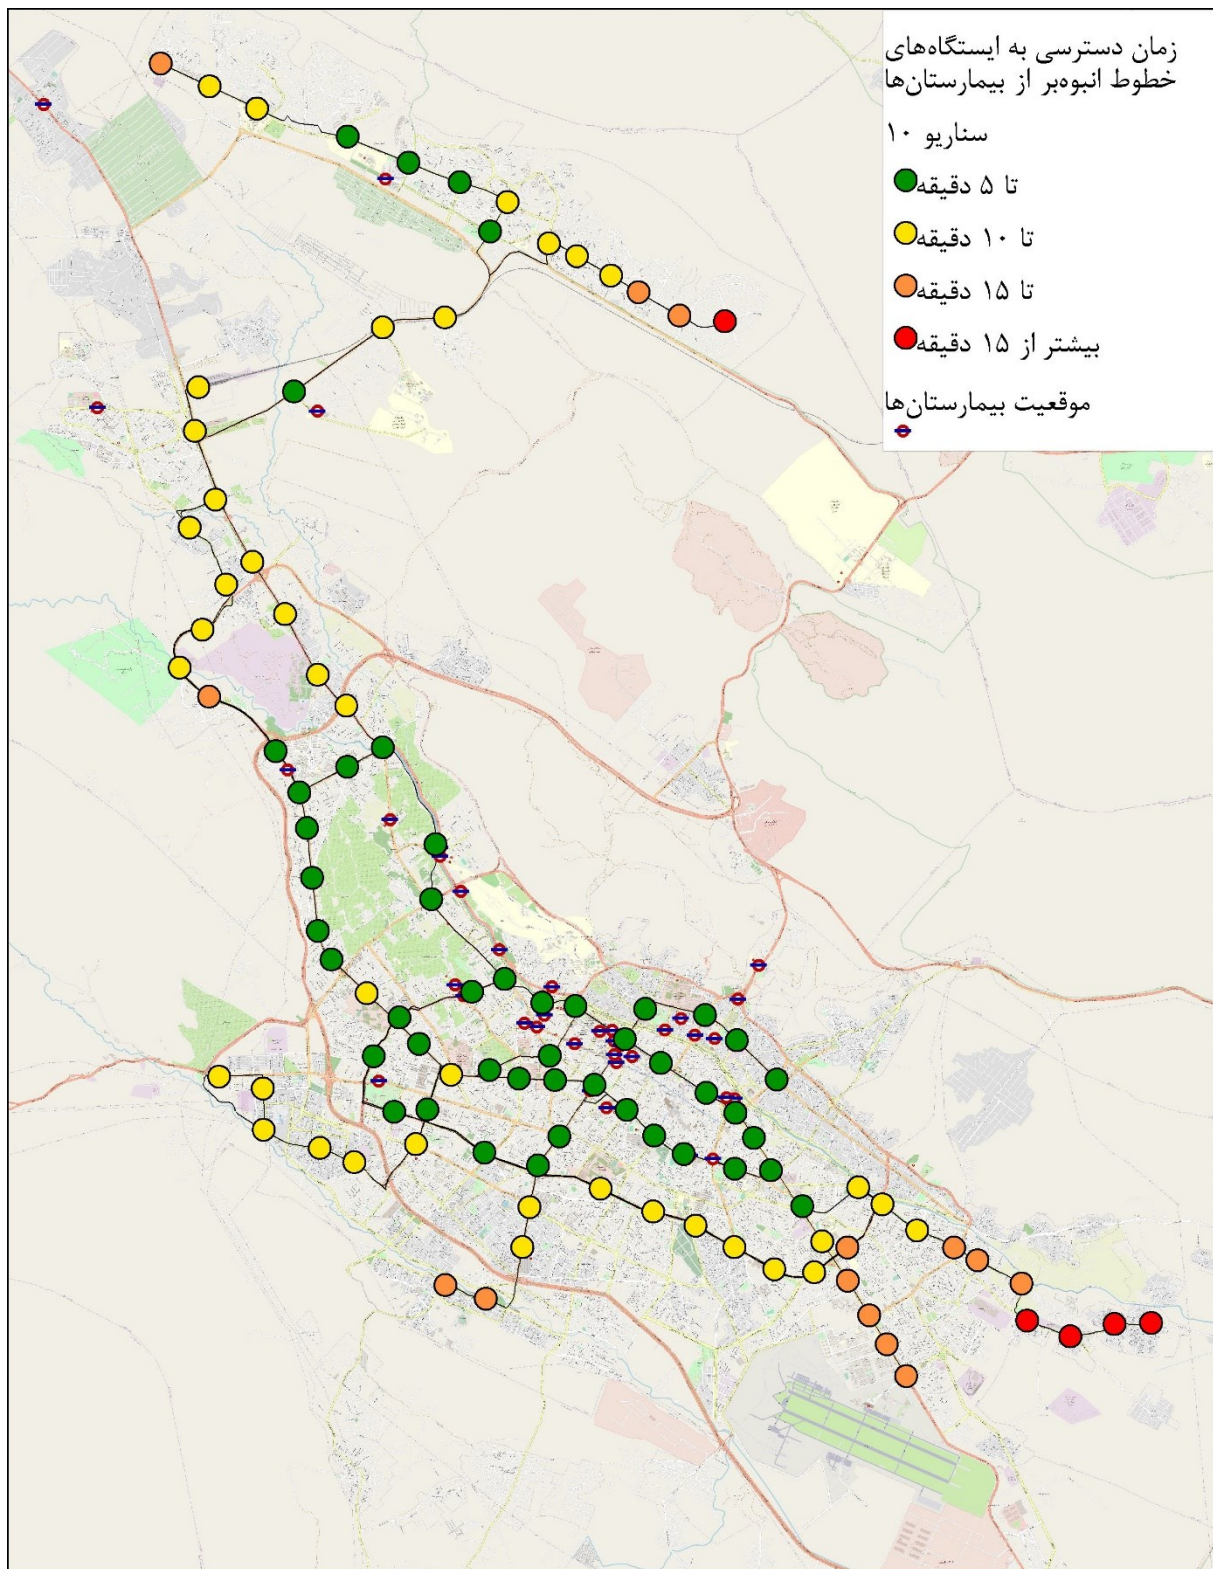 زمان دسترسی به ایستگاه‌های
خطوط انبوه‌بر از بیمارستان‌ها
سناریو ۱۰
تا ۵ دقیقه
تا ۱۰ دقیقه
تا ۱۵ دقیقه
بیشتر از ۱۵ دقیقه
موقعیت بیمارستان‌ها